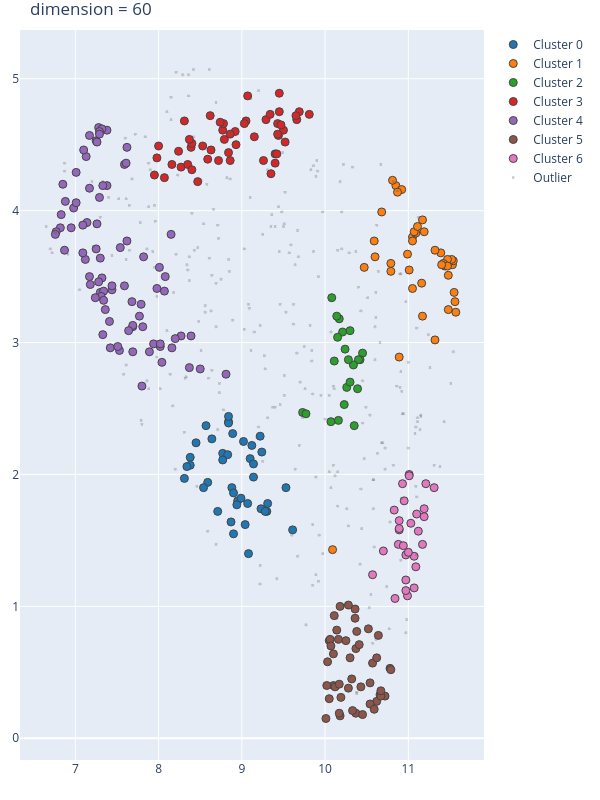 dimension = 60
Cluster 0
Cluster 1
Cluster 2
Cluster 3
Cluster 4
Cluster 5
Cluster 6
Outlier
5
4
3
2
1
0
7 8 9 10 11